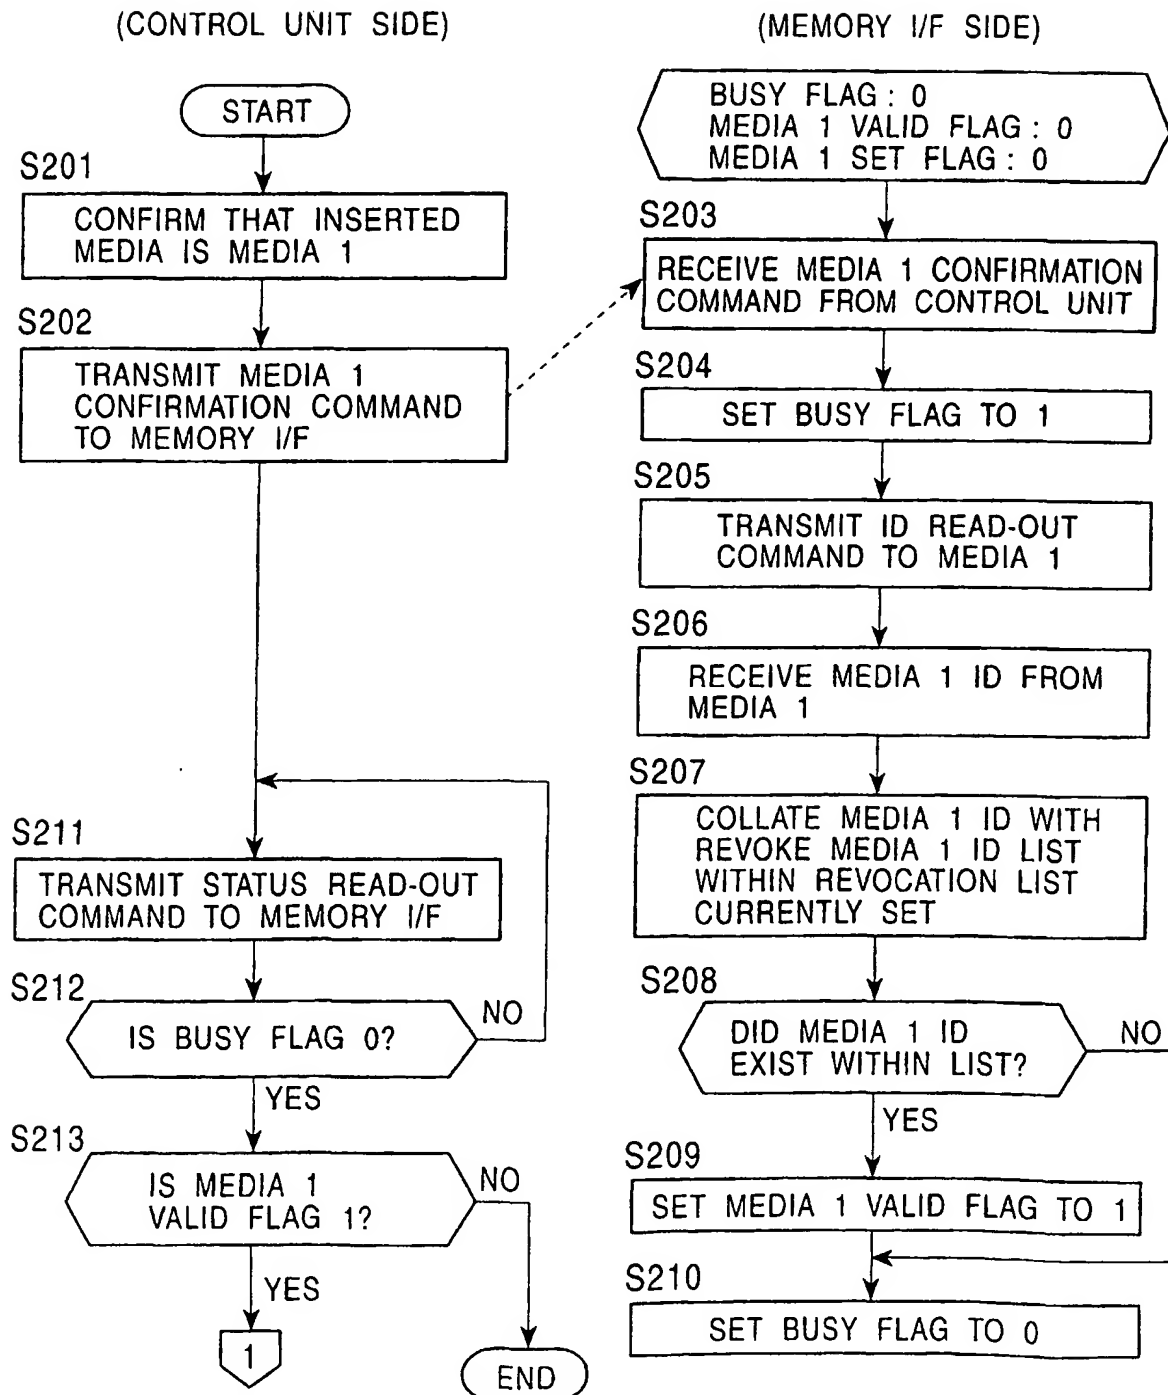 (CONTROL UNIT SIDE)
START
S201
CONFIRM THAT INSERTED
MEDIA IS MEDIA 1
S202
TRANSMIT MEDIA 1
CONFIRMATION COMMAND
TO MEMORY I/F
S211
TRANSMIT STATUS READ-OUT
COMMAND TO MEMORY I/F
S212
IS BUSY FLAG 0?
NO
YES
S213
IS MEDIA 1
VALID FLAG 1?
NO
YES
1
END
(MEMORY I/F SIDE)
BUSY FLAG : 0
MEDIA 1 VALID FLAG : 0
MEDIA 1 SET FLAG : 0
S203
RECEIVE MEDIA 1 CONFIRMATION
COMMAND FROM CONTROL UNIT
S204
SET BUSY FLAG TO 1
S205
TRANSMIT ID READ-OUT
COMMAND TO MEDIA 1
S206
RECEIVE MEDIA 1 ID FROM
MEDIA 1
S207
COLLATE MEDIA 1 ID WITH
REVOKE MEDIA 1 ID LIST
WITHIN REVOCATION LIST
CURRENTLY SET
S208
DID MEDIA 1 ID
EXIST WITHIN LIST?
NO
YES
S209
SET MEDIA 1 VALID FLAG TO 1
S210
SET BUSY FLAG TO 0